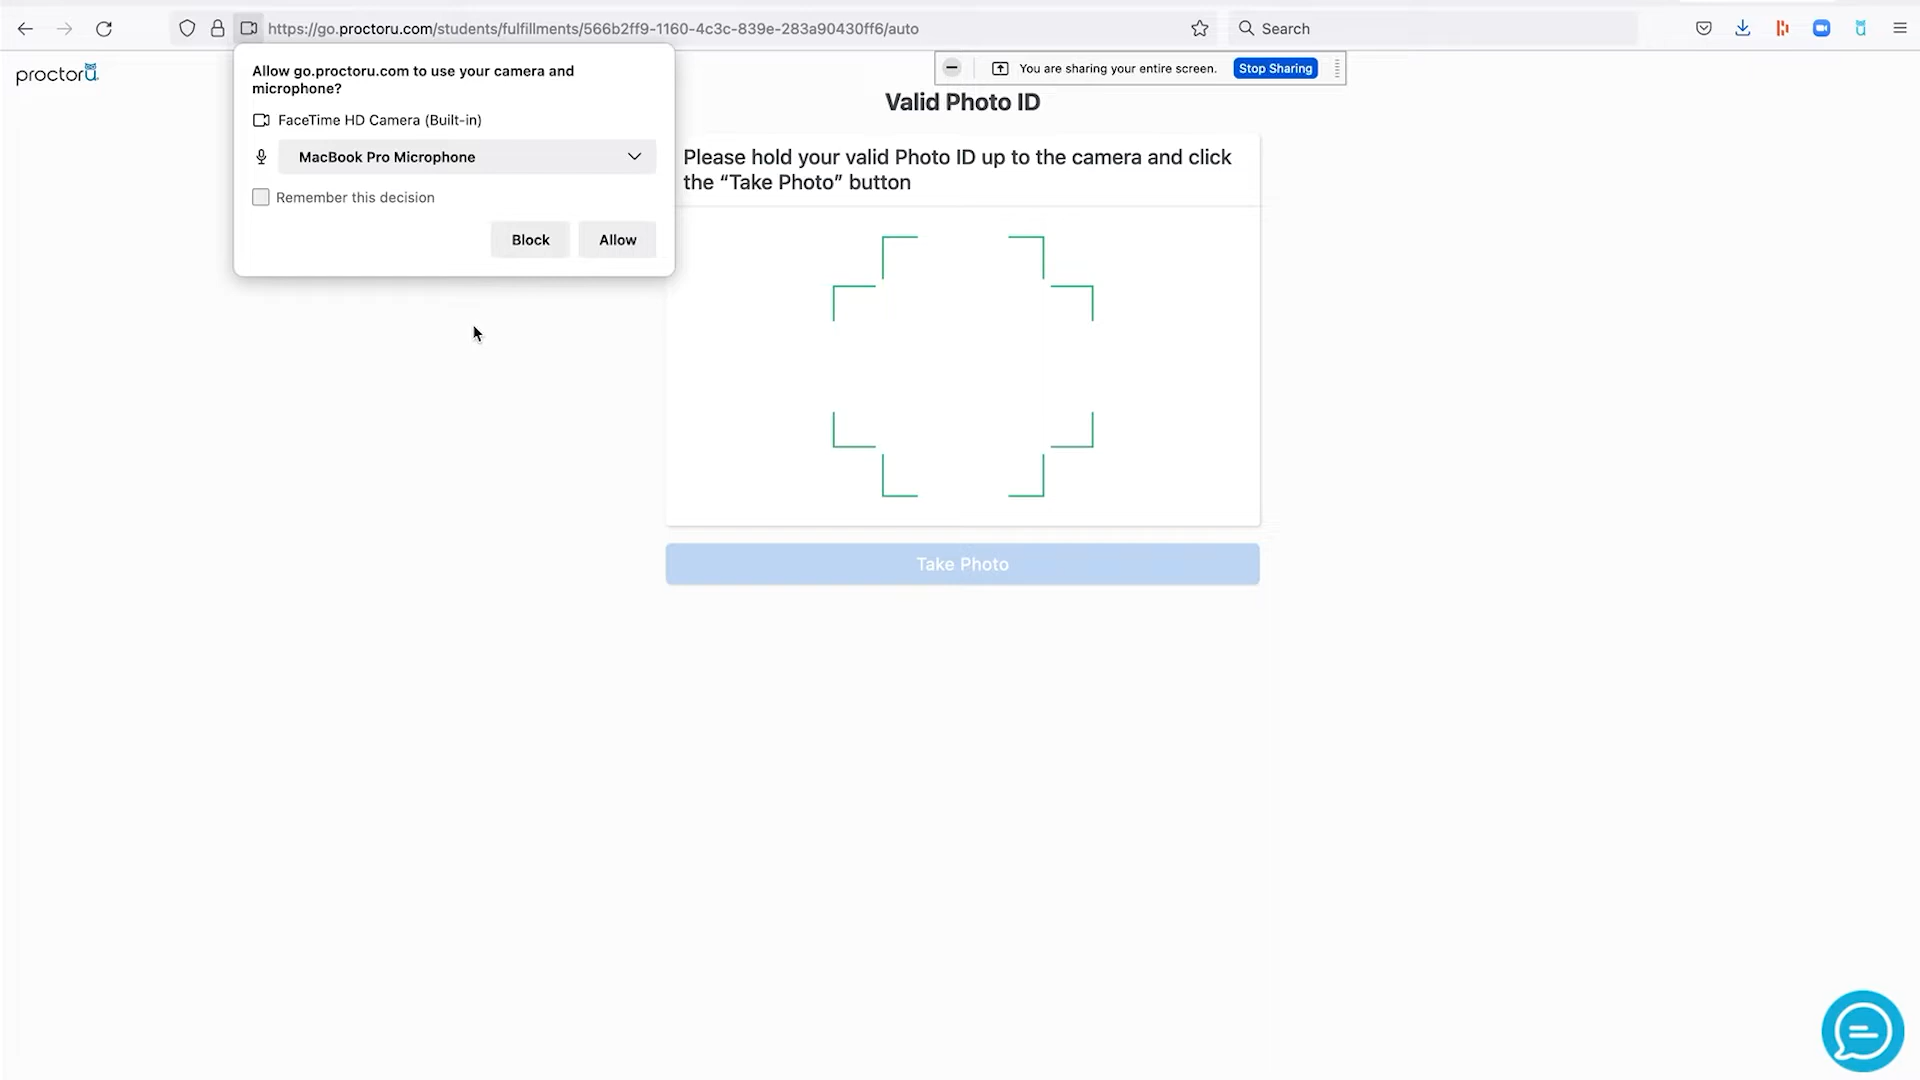 https://go.proctoru.com/students/fulfillments/566b2ff9-1160-4c3c-839e-283a90430ff6/auto
Search
proctoru
Allow go.proctoru.com to use your camera and
microphone?
FaceTime HD Camera (Built-in)
MacBook Pro Microphone
Remember this decision
Block
Allow
You are sharing your entire screen.
Stop Sharing
Valid Photo ID
Please hold your valid Photo ID up to the camera and click
the “Take Photo” button
Take Photo